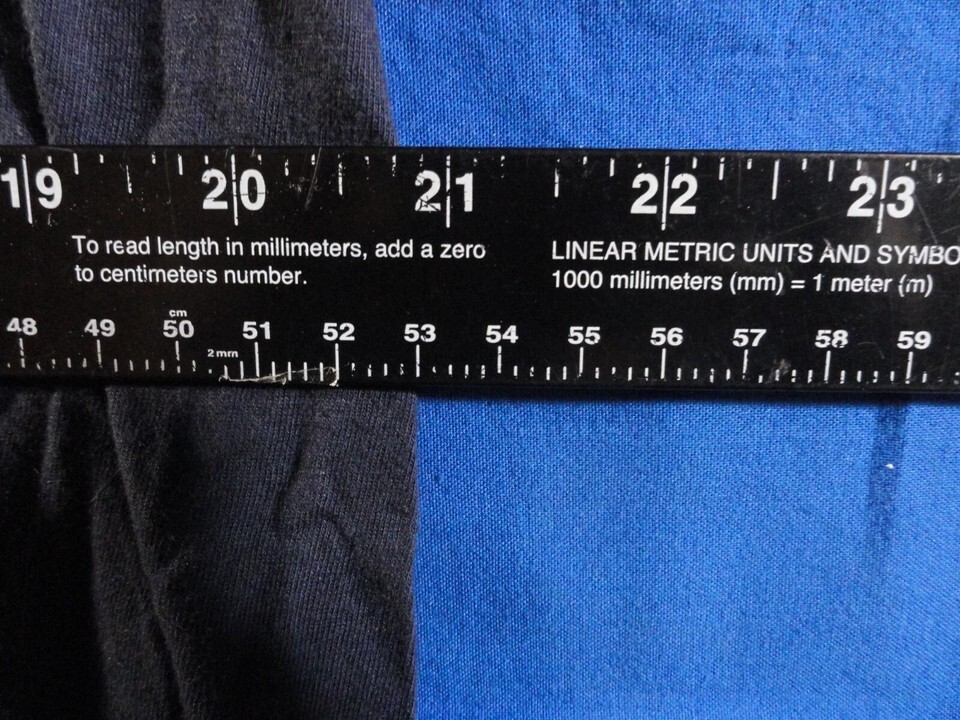 19 20 21 22 23
To read length in millimeters, add a zero
to centimeters number.
LINEAR METRIC UNITS AND SYMBO
1000 millimeters (mm) = 1 meter (m)
cm
48 49 50 51 52 53 54 55 56 57 58 59
2mm